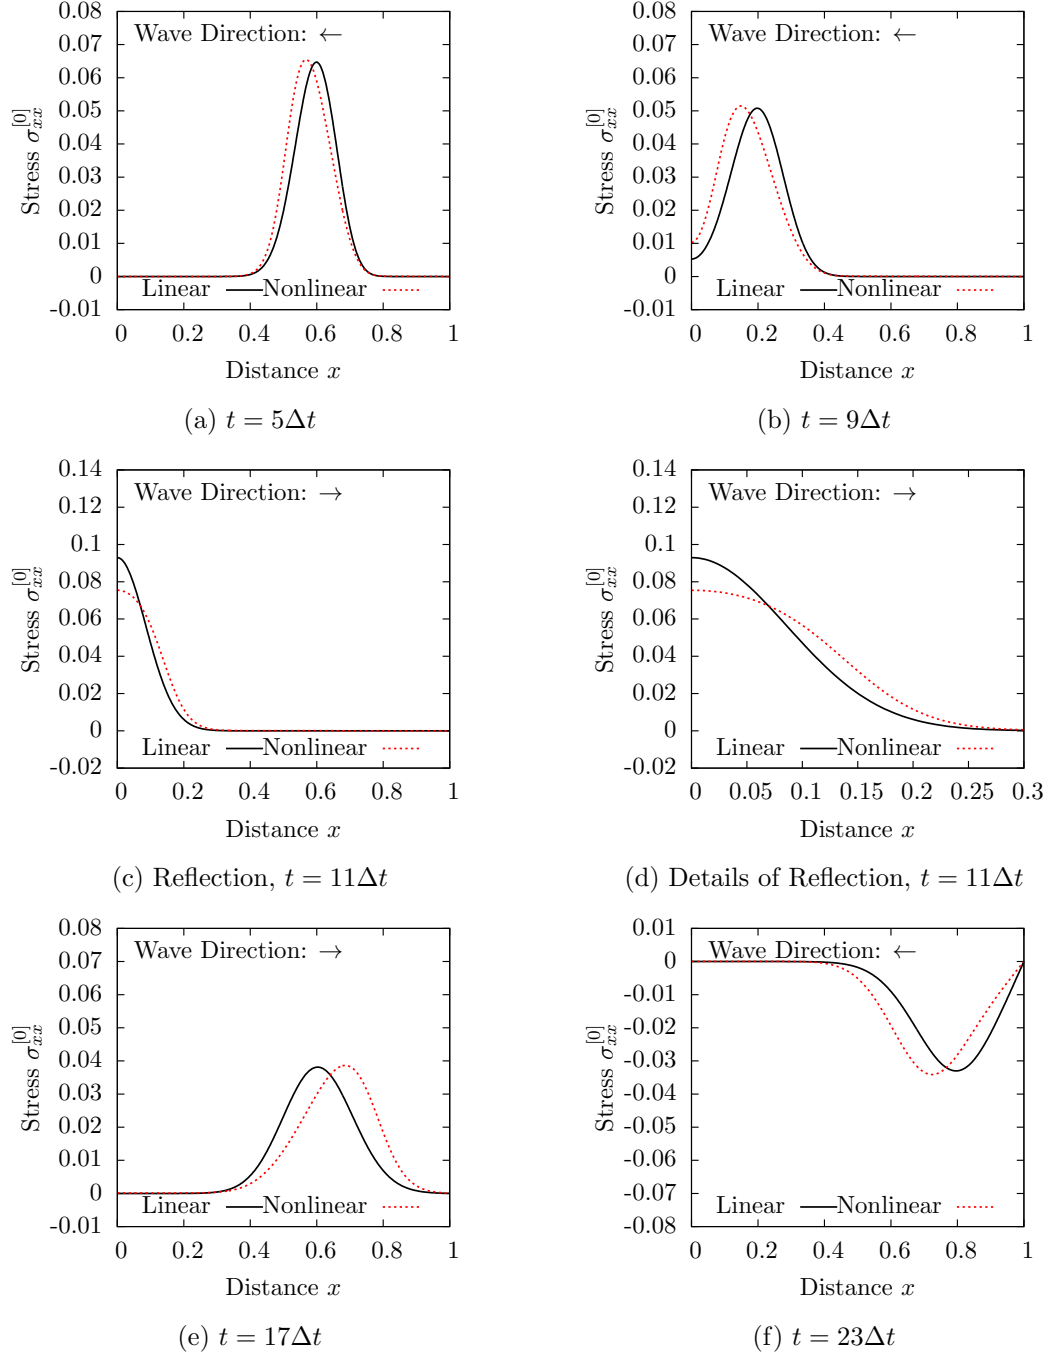 Wave Direction: ←
0.08
0.07
0.06
0.05
0.04
0.03
0.02
0.01
0
-0.01
Stress σ_{xx}^{[0]}
Linear Nonlinear
0 0.2 0.4 0.6 0.8 1
Distance x
(a) t = 5Δt
Wave Direction: ←
0.08
0.07
0.06
0.05
0.04
0.03
0.02
0.01
0
-0.01
Stress σ_{xx}^{[0]}
Linear Nonlinear
0 0.2 0.4 0.6 0.8 1
Distance x
(b) t = 9Δt
Wave Direction: →
0.14
0.12
0.1
0.08
0.06
0.04
0.02
0
-0.02
Stress σ_{xx}^{[0]}
Linear Nonlinear
0 0.2 0.4 0.6 0.8 1
Distance x
(c) Reflection, t = 11Δt
Wave Direction: →
0.14
0.12
0.1
0.08
0.06
0.04
0.02
0
-0.02
Stress σ_{xx}^{[0]}
Linear Nonlinear
0 0.05 0.1 0.15 0.2 0.25 0.3
Distance x
(d) Details of Reflection, t = 11Δt
Wave Direction: →
0.08
0.07
0.06
0.05
0.04
0.03
0.02
0.01
0
-0.01
Stress σ_{xx}^{[0]}
Linear Nonlinear
0 0.2 0.4 0.6 0.8 1
Distance x
(e) t = 17Δt
Wave Direction: ←
0.01
0
-0.01
-0.02
-0.03
-0.04
-0.05
-0.06
-0.07
-0.08
Stress σ_{xx}^{[0]}
Linear Nonlinear
0 0.2 0.4 0.6 0.8 1
Distance x
(f) t = 23Δt